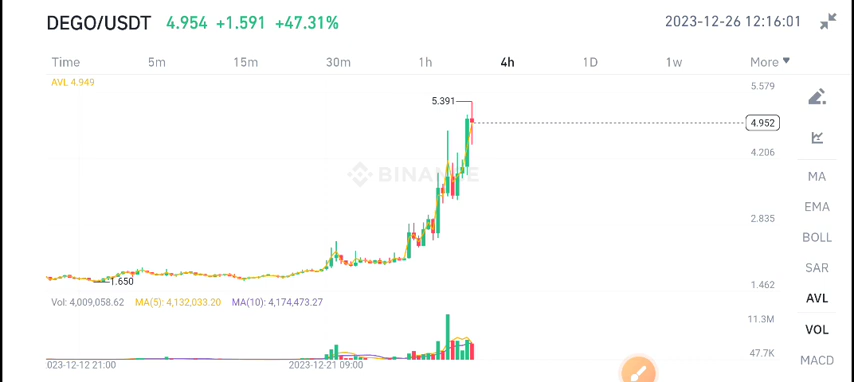 DEGO/USDT 4.954 +1.591 +47.31% 2023-12-26 12:16:01
Time 5m 15m 30m 1h 4h 1D 1w More
AVL 4.949
5.579
5.391
4.952
4.206
BINANCE
MA
EMA
2.835
BOLL
SAR
1.650
1.462
AVL
Vol: 4,009,058.62 MA(5): 4,132,033.20 MA(10): 4,174,473.27
11.3M
VOL
47.7K
MACD
023-12-12 21:00 2023-12-21 09:00